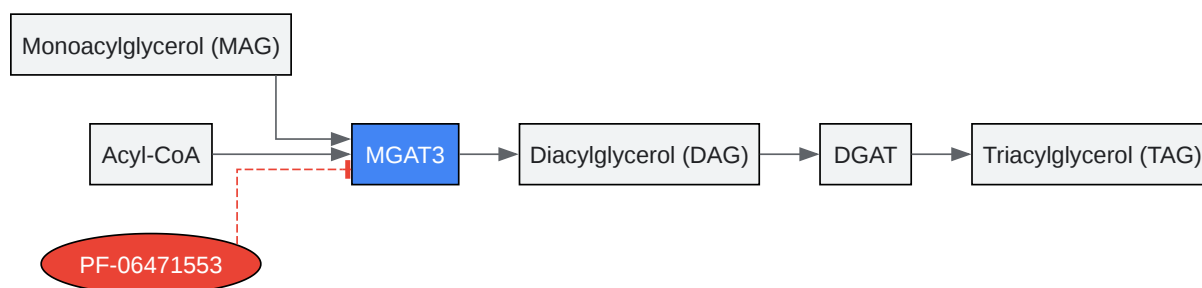 Monoacylglycerol (MAG)
Acyl-CoA
MGAT3
Diacylglycerol (DAG)
DGAT
Triacylglycerol (TAG)
PF-06471553